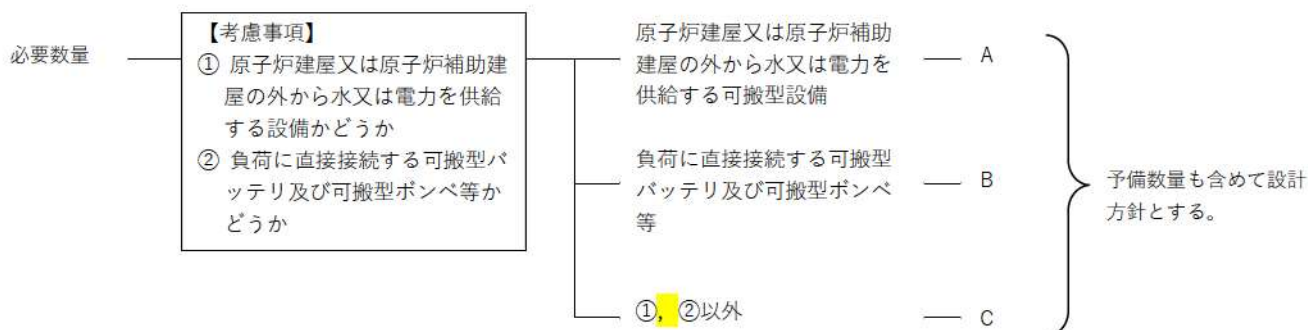 必要数量
【考慮事項】
① 原子炉建屋又は原子炉補助建
屋の外から水又は電力を供給
する設備かどうか
② 負荷に直接接続する可搬型バ
ッテリ及び可搬型ボンベ等か
どうか
原子炉建屋又は原子炉補助
建屋の外から水又は電力を
供給する可搬型設備
A
負荷に直接接続する可搬型
バッテリ及び可搬型ボンベ
等
B
①，②以外
C
予備数量も含めて設計
方針とする。